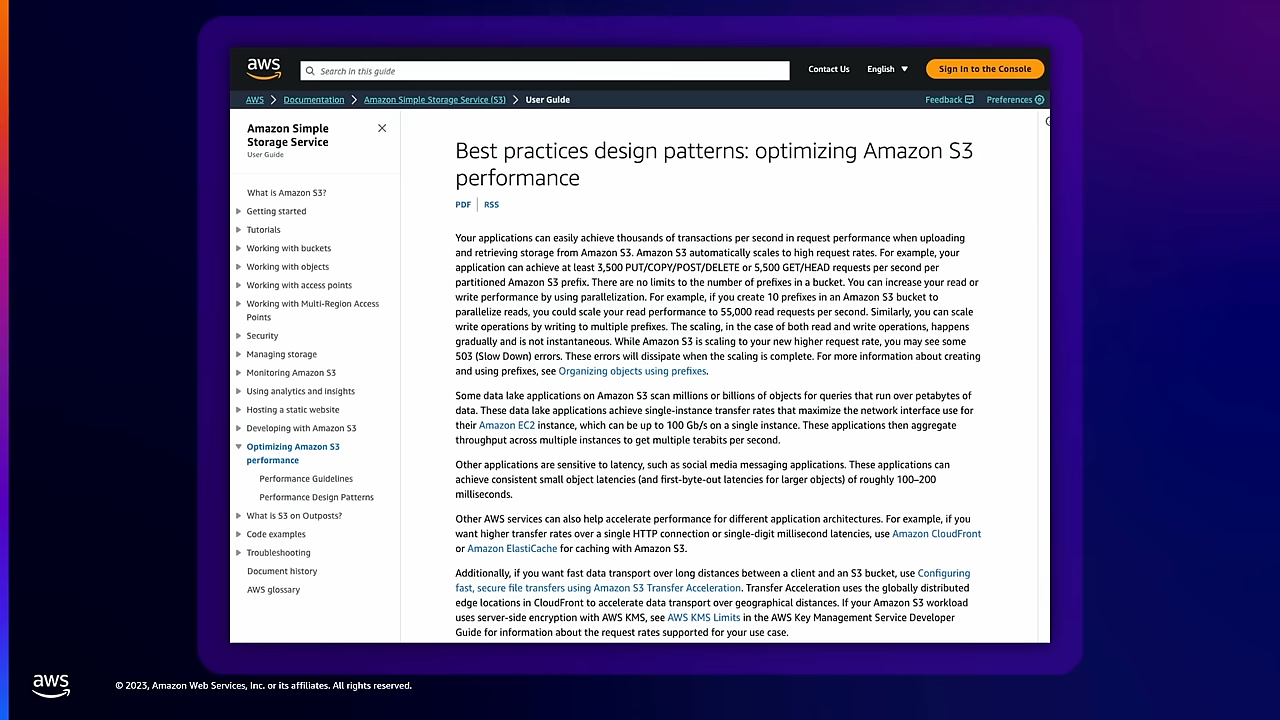 aws
Search in this guide
Contact Us
English
Sign In to the Console
AWS
Documentation
Amazon Simple Storage Service (S3)
User Guide
Feedback
Preferences
Amazon Simple
Storage Service
User Guide
What is Amazon S3?
Getting started
Tutorials
Working with buckets
Working with objects
Working with access points
Working with Multi-Region Access
Points
Security
Managing storage
Monitoring Amazon S3
Using analytics and insights
Hosting a static website
Developing with Amazon S3
Optimizing Amazon S3
performance
Performance Guidelines
Performance Design Patterns
What is S3 on Outposts?
Code examples
Troubleshooting
Document history
AWS glossary
Best practices design patterns: optimizing Amazon S3
performance
PDF
RSS
Your applications can easily achieve thousands of transactions per second in request performance when uploading
and retrieving storage from Amazon S3. Amazon S3 automatically scales to high request rates. For example, your
application can achieve at least 3,500 PUT/COPY/POST/DELETE or 5,500 GET/HEAD requests per second per
partitioned Amazon S3 prefix. There are no limits to the number of prefixes in a bucket. You can increase your read or
write performance by using parallelization. For example, if you create 10 prefixes in an Amazon S3 bucket to
parallelize reads, you could scale your read performance to 55,000 read requests per second. Similarly, you can scale
write operations by writing to multiple prefixes. The scaling, in the case of both read and write operations, happens
gradually and is not instantaneous. While Amazon S3 is scaling to your new higher request rate, you may see some
503 (Slow Down) errors. These errors will dissipate when the scaling is complete. For more information about creating
and using prefixes, see Organizing objects using prefixes.
Some data lake applications on Amazon S3 scan millions or billions of objects for queries that run over petabytes of
data. These data lake applications achieve single-instance transfer rates that maximize the network interface use for
their Amazon EC2 instance, which can be up to 100 Gb/s on a single instance. These applications then aggregate
throughput across multiple instances to get multiple terabits per second.
Other applications are sensitive to latency, such as social media messaging applications. These applications can
achieve consistent small object latencies (and first-byte-out latencies for larger objects) of roughly 100–200
milliseconds.
Other AWS services can also help accelerate performance for different application architectures. For example, if you
want higher transfer rates over a single HTTP connection or single-digit millisecond latencies, use Amazon CloudFront
or Amazon ElastiCache for caching with Amazon S3.
Additionally, if you want fast data transport over long distances between a client and an S3 bucket, use Configuring
fast, secure file transfers using Amazon S3 Transfer Acceleration. Transfer Acceleration uses the globally distributed
edge locations in CloudFront to accelerate data transport over geographical distances. If your Amazon S3 workload
uses server-side encryption with AWS KMS, see AWS KMS Limits in the AWS Key Management Service Developer
Guide for information about the request rates supported for your use case.
aws
© 2023, Amazon Web Services, Inc. or its affiliates. All rights reserved.